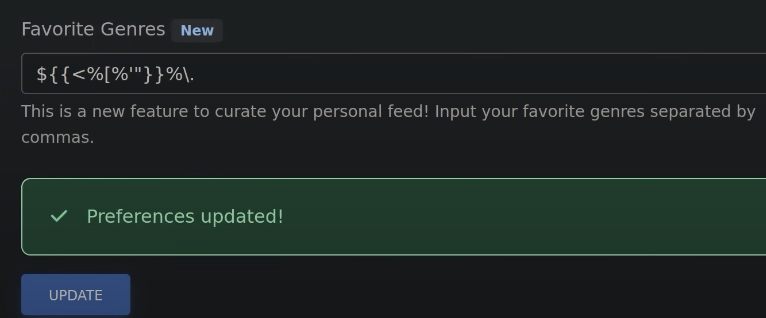 Favorite Genres New
${{<%[%'"}}%\.
This is a new feature to curate your personal feed! Input your favorite genres separated by
commas.
Preferences updated!
UPDATE